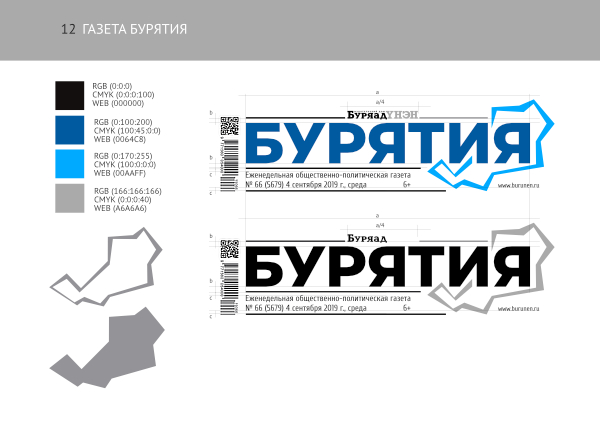 12 ГАЗЕТА БУРЯТИЯ
RGB (0:0:0)
CMYK (0:0:0:100)
WEB (000000)
RGB (0:100:200)
CMYK (100:45:0:0)
WEB (0064C8)
RGB (0:170:255)
CMYK (100:0:0:0)
WEB (00AAFF)
RGB (166:166:166)
CMYK (0:0:0:40)
WEB (A6A6A6)
a
a/4
b
БуряадҮНЭН
БУРЯТИЯ
b
c
c
Еженедельная общественно-политическая газета
№ 66 (5679) 4 сентября 2019 г., среда 6+
www.burunen.ru
a
a/4
b
Буряад
БУРЯТИЯ
b
c
c
Еженедельная общественно-политическая газета
№ 66 (5679) 4 сентября 2019 г., среда 6+
www.burunen.ru